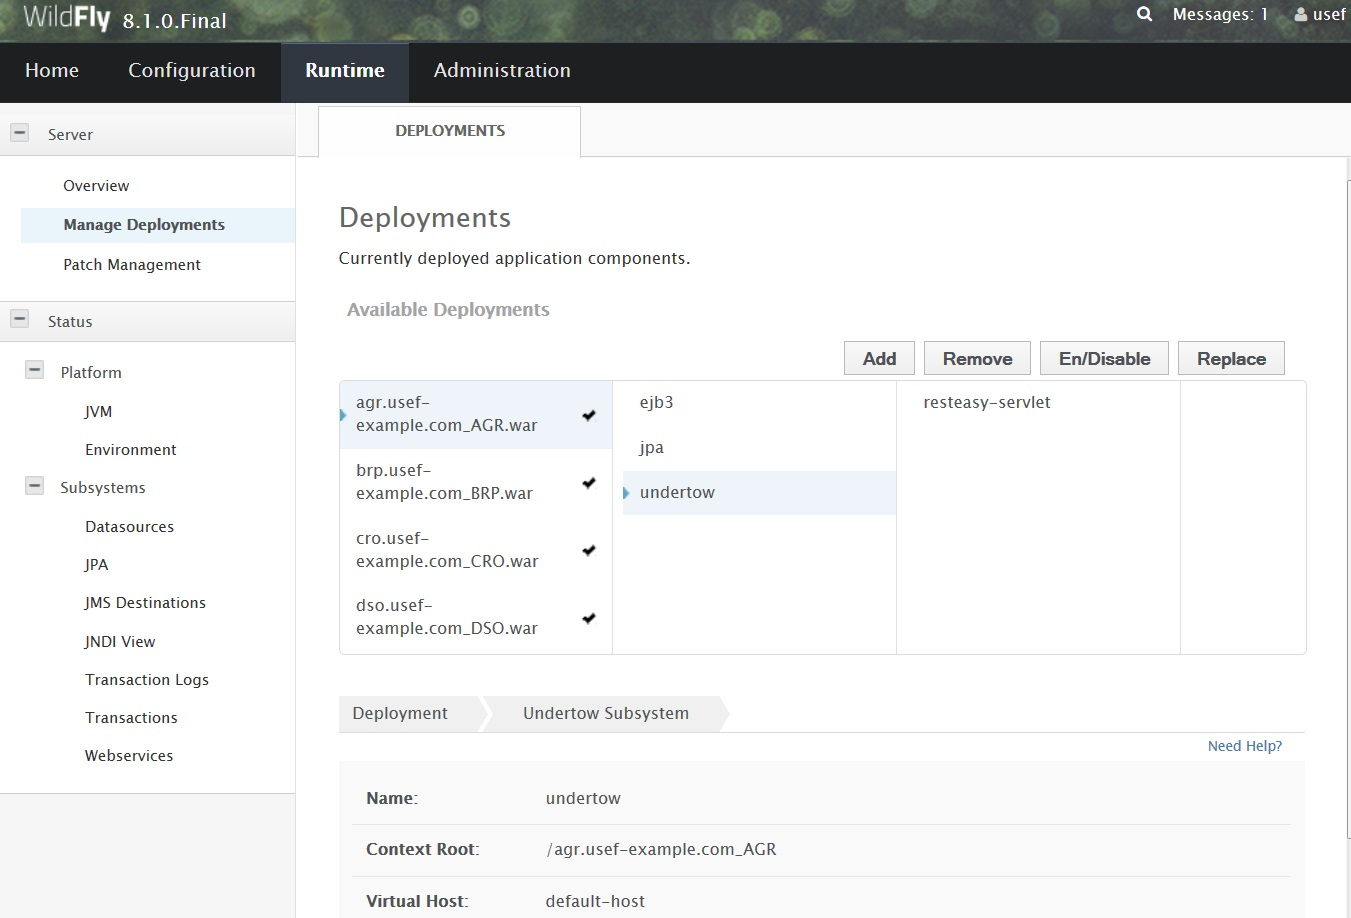 WildFly 8.1.0.Final
Messages: 1
usef
Home
Configuration
Runtime
Administration
Server
Overview
Manage Deployments
Patch Management
Status
Platform
JVM
Environment
Subsystems
Datasources
JPA
JMS Destinations
JNDI View
Transaction Logs
Transactions
Webservices
DEPLOYMENTS
Deployments
Currently deployed application components.
Available Deployments
Add
Remove
En/Disable
Replace
agr.usef-
example.com_AGR.war
brp.usef-
example.com_BRP.war
cro.usef-
example.com_CRO.war
dso.usef-
example.com_DSO.war
ejb3
jpa
undertow
resteasy-servlet
Deployment
Undertow Subsystem
Need Help?
Name: undertow
Context Root: /agr.usef-example.com_AGR
Virtual Host: default-host